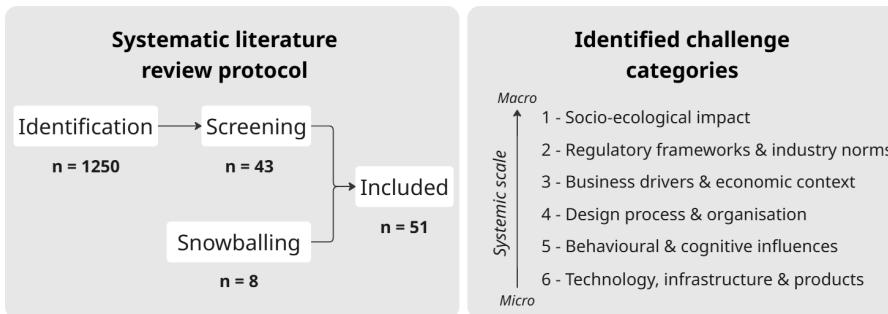 Systematic literature
review protocol
Identification
n = 1250
Screening
n = 43
Included
n = 51
Snowballing
n = 8
Identified challenge
categories
Macro
Systemic scale
Micro
1 - Socio-ecological impact
2 - Regulatory frameworks & industry norms
3 - Business drivers & economic context
4 - Design process & organisation
5 - Behavioural & cognitive influences
6 - Technology, infrastructure & products